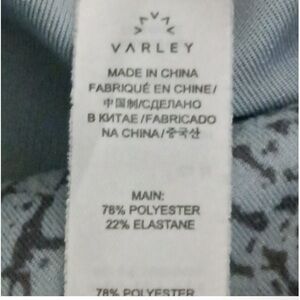 VARLEY
MADE IN CHINA
FABRIQUÉ EN CHINE/
中国制/СДЕЛАНО
В КИТАЕ/FABRICADO
NA CHINA/중국산
MAIN:
78% POLYESTER
22% ELASTANE
78% POLYESTER